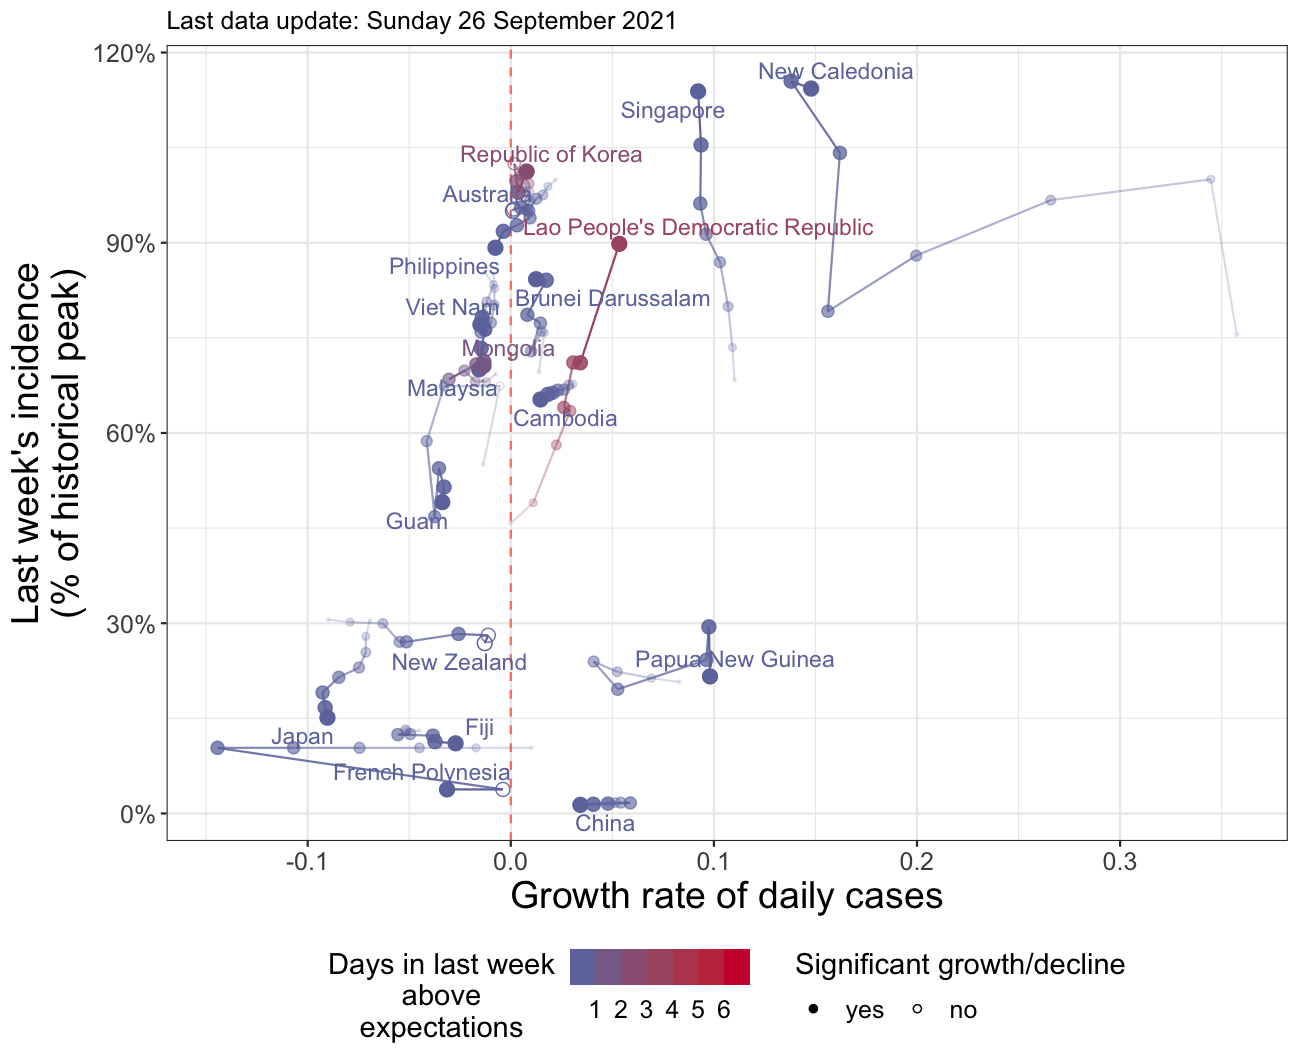 Last data update: Sunday 26 September 2021
120%
90%
60%
30%
0%
Last week's incidence
(% of historical peak)
New Caledonia
Singapore
Republic of Korea
Australia
Lao People's Democratic Republic
Philippines
Brunei Darussalam
Viet Nam
Mongolia
Malaysia
Cambodia
Guam
New Zealand
Papua New Guinea
Fiji
Japan
French Polynesia
China
-0.1
0.0
0.1
0.2
0.3
Growth rate of daily cases
Days in last week
above
expectations
1 2 3 4 5 6
Significant growth/decline
yes
no